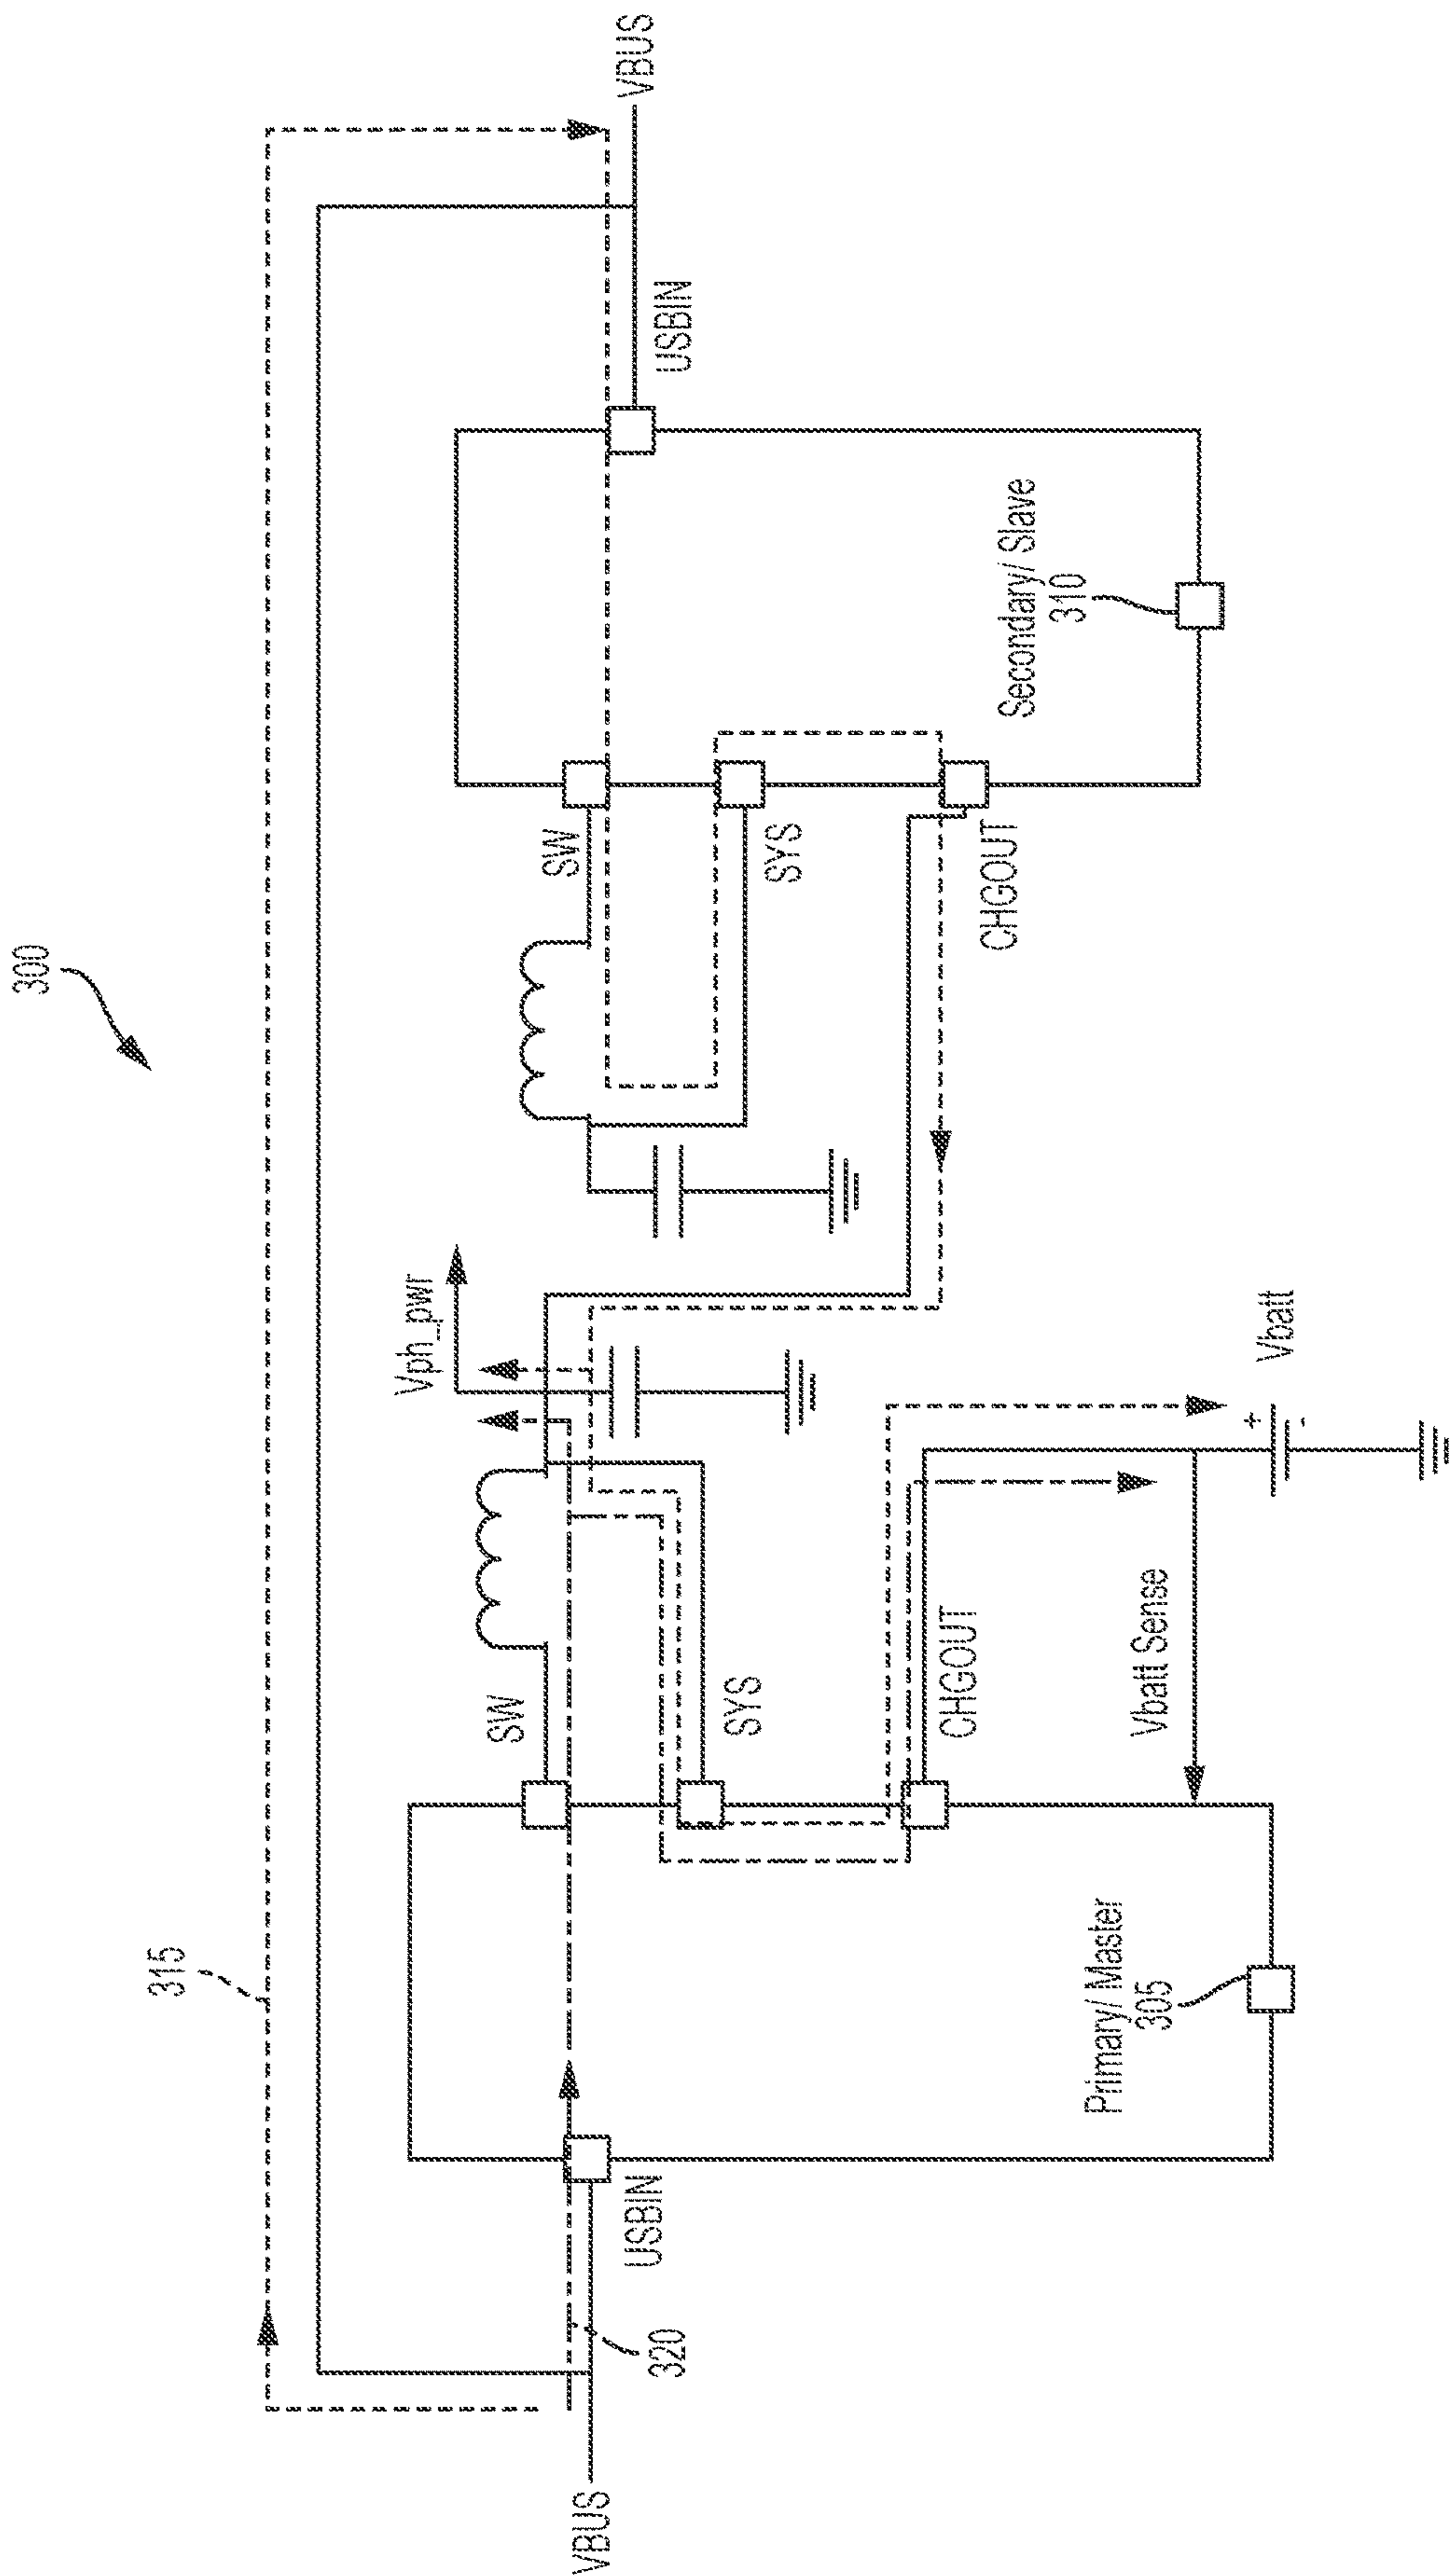 300
315
VBUS
USBIN
320
Primary/ Master
305
SW
SYS
CHGOUT
Vbatt Sense
Vph_pwr
Vbatt
+
-
SW
SYS
CHGOUT
Secondary/ Slave
310
USBIN
VBUS